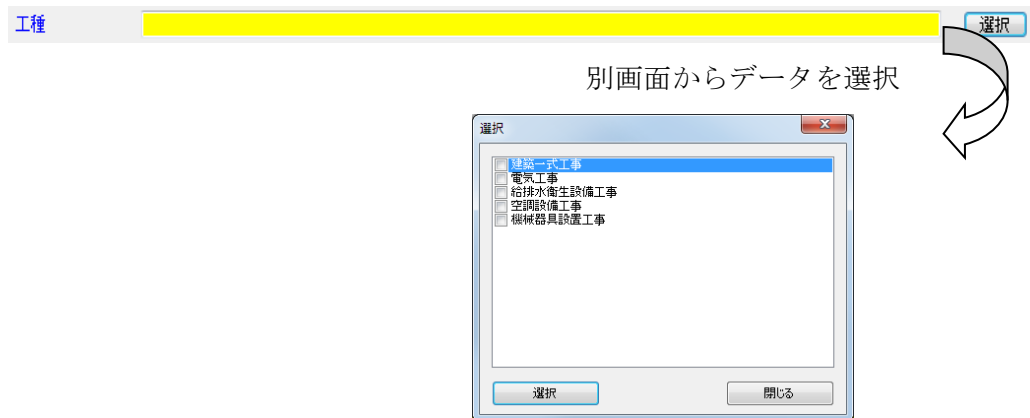 工種
選択
別画面からデータを選択
選択
建築一式工事
電気工事
給排水衛生設備工事
空調設備工事
機械器具設置工事
選択
閉じる